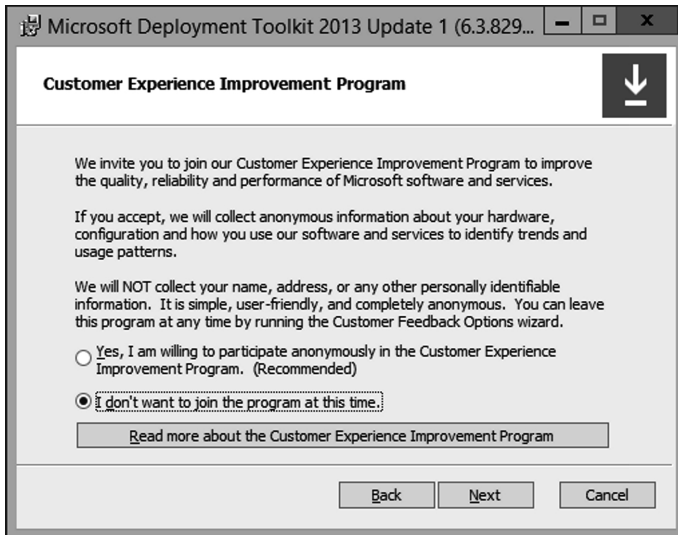 Microsoft Deployment Toolkit 2013 Update 1 (6.3.829...
Customer Experience Improvement Program
We invite you to join our Customer Experience Improvement Program to improve
the quality, reliability and performance of Microsoft software and services.
If you accept, we will collect anonymous information about your hardware,
configuration and how you use our software and services to identify trends and
usage patterns.
We will NOT collect your name, address, or any other personally identifiable
information.  It is simple, user-friendly, and completely anonymous.  You can leave
this program at any time by running the Customer Feedback Options wizard.
Yes, I am willing to participate anonymously in the Customer Experience
Improvement Program.  (Recommended)
I don't want to join the program at this time.
Read more about the Customer Experience Improvement Program
Back Next Cancel